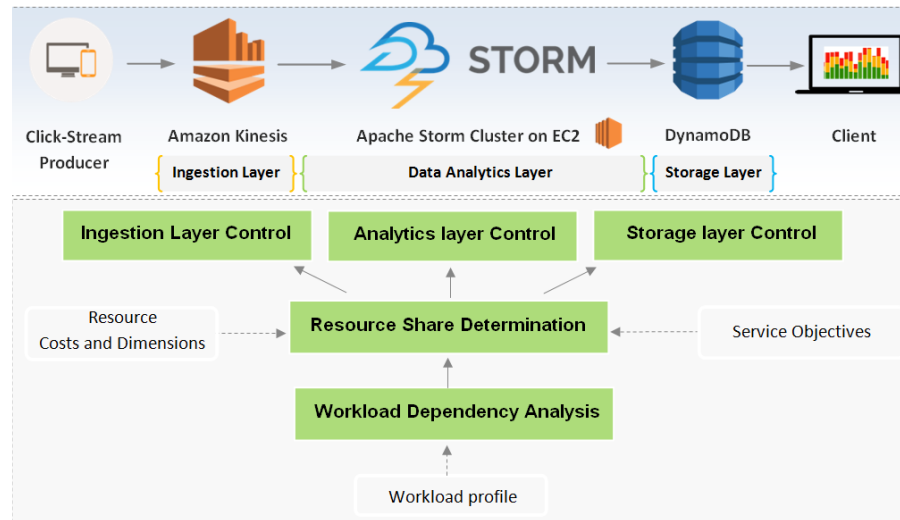 STORM
Click-Stream
Producer
Amazon Kinesis
Apache Storm Cluster on EC2
DynamoDB
Client
Ingestion Layer
Data Analytics Layer
Storage Layer
Ingestion Layer Control
Analytics layer Control
Storage layer Control
Resource
Costs and Dimensions
Resource Share Determination
Service Objectives
Workload Dependency Analysis
Workload profile